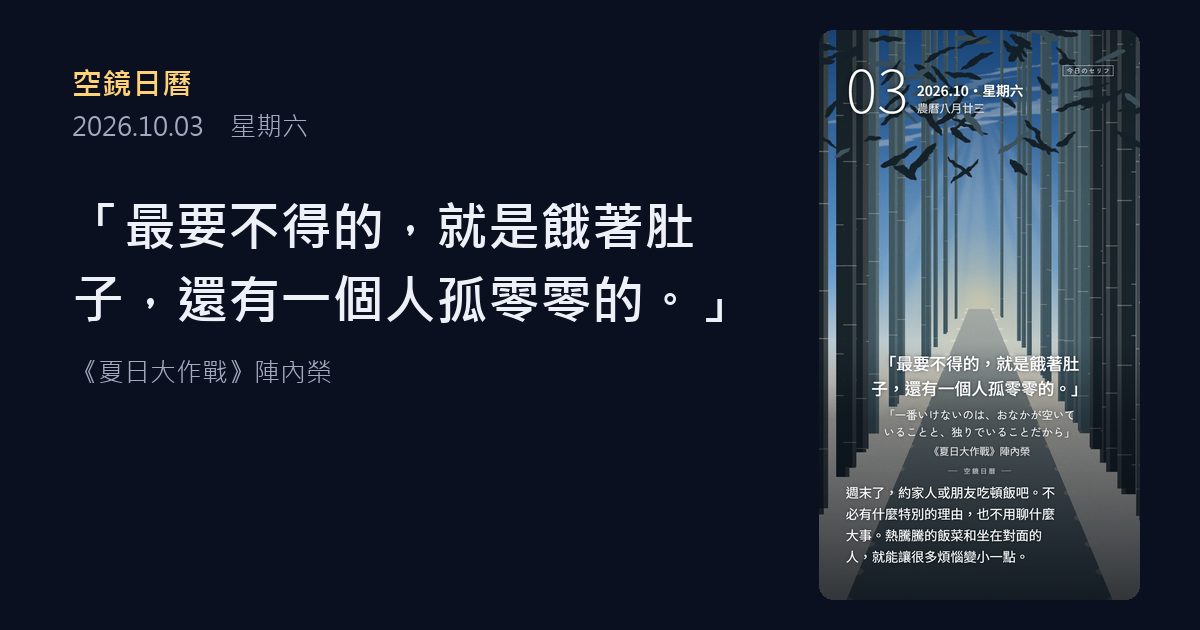 空鏡日曆
2026.10.03 星期六
「最要不得的，就是餓著肚
子，還有一個人孤零零的。」
《夏日大作戰》陣內榮
03
2026.10・星期六
農曆八月廿三
今日のセリフ
「最要不得的，就是餓著肚
子，還有一個人孤零零的。」
「一番いけないのは、おなかが空いて
いることと、独りでいることだから」
《夏日大作戰》陣內榮
— 空鏡日曆 —
週末了，約家人或朋友吃頓飯吧。不
必有什麼特別的理由，也不用聊什麼
大事。熱騰騰的飯菜和坐在對面的
人，就能讓很多煩惱變小一點。